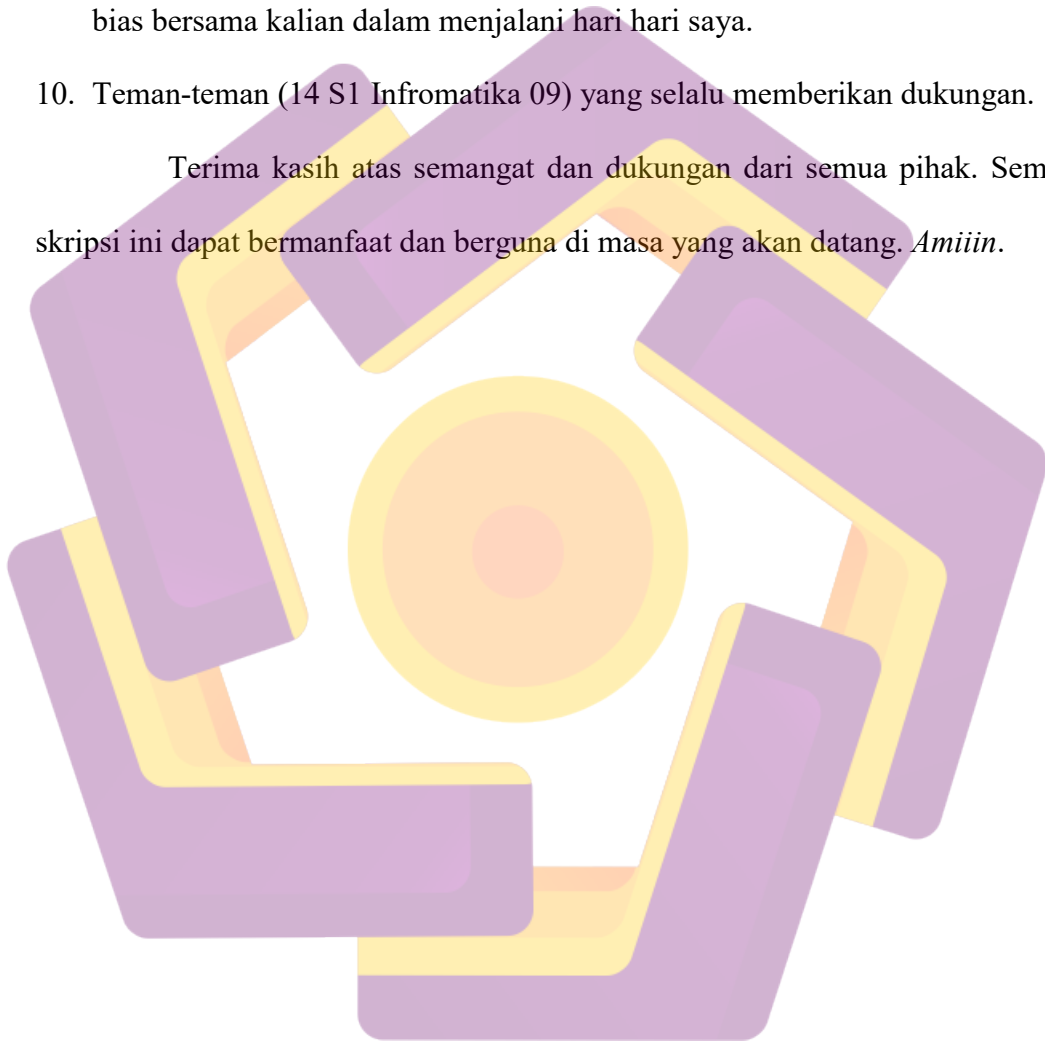 bias bersama kalian dalam menjalani hari hari saya.
10. Teman-teman (14 S1 Infromatika 09) yang selalu memberikan dukungan.
Terima kasih atas semangat dan dukungan dari semua pihak. Sem
skripsi ini dapat bermanfaat dan berguna di masa yang akan datang. Amiiin.